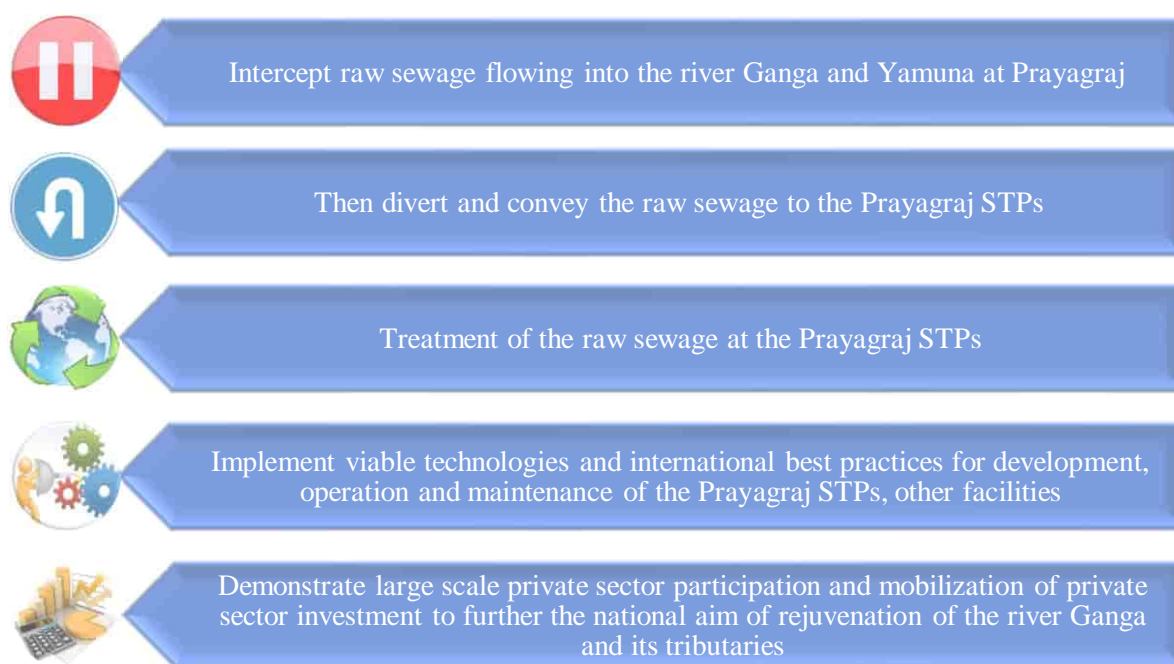 Intercept raw sewage flowing into the river Ganga and Yamuna at Prayagraj
Then divert and convey the raw sewage to the Prayagraj STPs
Treatment of the raw sewage at the Prayagraj STPs
Implement viable technologies and international best practices for development,
operation and maintenance of the Prayagraj STPs, other facilities
Demonstrate large scale private sector participation and mobilization of private
sector investment to further the national aim of rejuvenation of the river Ganga
and its tributaries